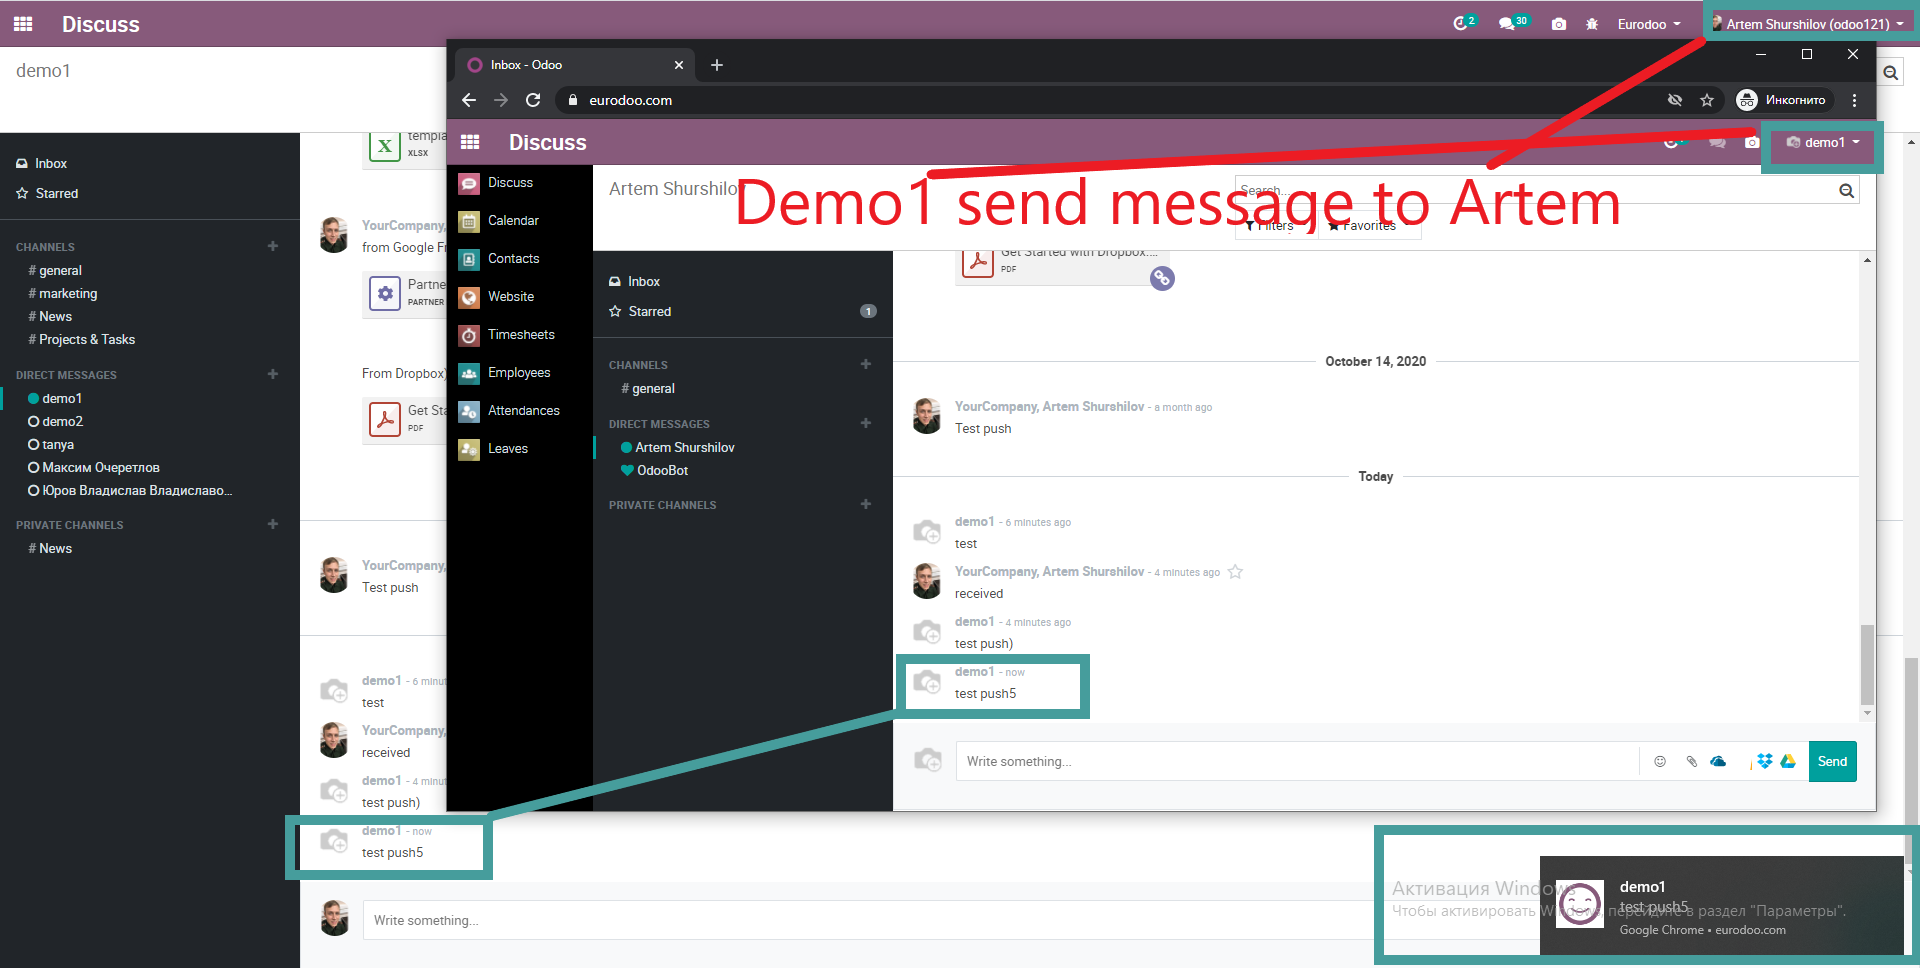 Discuss
2
30
Eurodoo
Artem Shurshilov (odoo121)
demo1
Inbox
Starred
CHANNELS
# general
# marketing
# News
# Projects & Tasks
DIRECT MESSAGES
demo1
demo2
tanya
Максим Очеретлов
Юров Владислав Владиславо...
PRIVATE CHANNELS
# News
XLSX
YourCompany,
from Google Fr
Partne
PARTNER
From Dropbox)
Get Sta
PDF
YourCompany,
Test push
demo1 - 6 minut
test
YourCompany,
received
demo1 - 4 minut
test push)
demo1 - now
test push5
Write something...
Inbox - Odoo
eurodoo.com
Инкогнито
Discuss
demo1
Demo1 send message to Artem
Discuss
Calendar
Contacts
Website
Timesheets
Employees
Attendances
Leaves
Artem Shurshilov
Search...
Filters
Favorites
Inbox
Starred
1
CHANNELS
# general
DIRECT MESSAGES
Artem Shurshilov
OdooBot
PRIVATE CHANNELS
Get Started with Dropbox....
PDF
October 14, 2020
YourCompany, Artem Shurshilov - a month ago
Test push
Today
demo1 - 6 minutes ago
test
YourCompany, Artem Shurshilov - 4 minutes ago
received
demo1 - 4 minutes ago
test push)
demo1 - now
test push5
Write something...
Send
Активация Windows
Чтобы активировать Windows, перейдите в раздел "Параметры".
demo1
test push5
Google Chrome • eurodoo.com